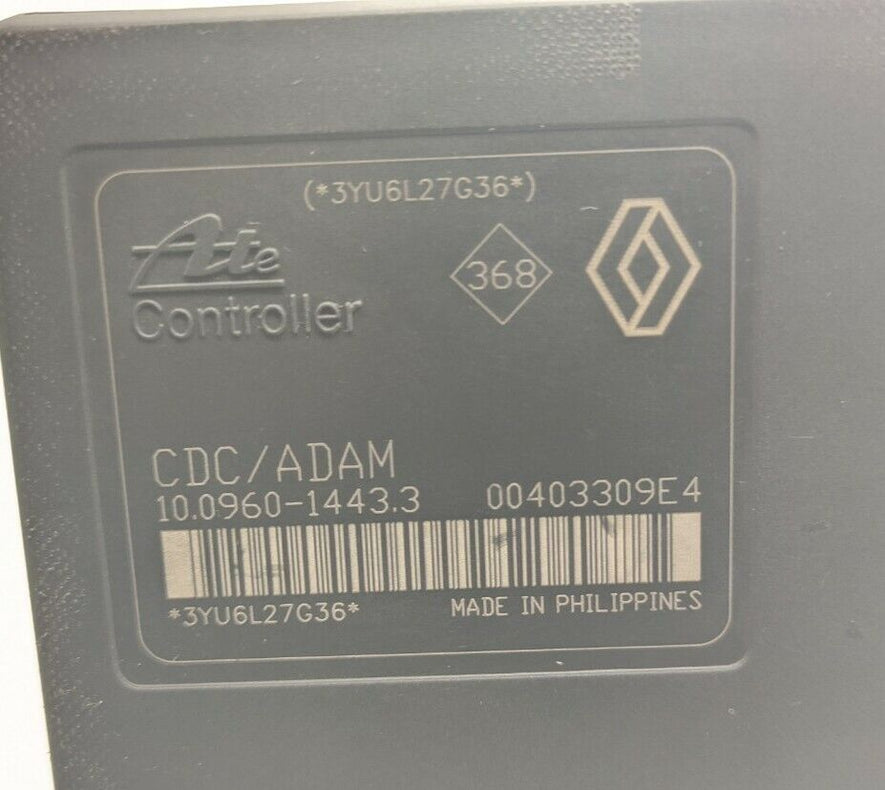 (*3YU6L27G36*)
Ate
Controller
368
CDC/ADAM
10.0960-1443.3 00403309E4
*3YU6L27G36* MADE IN PHILIPPINES